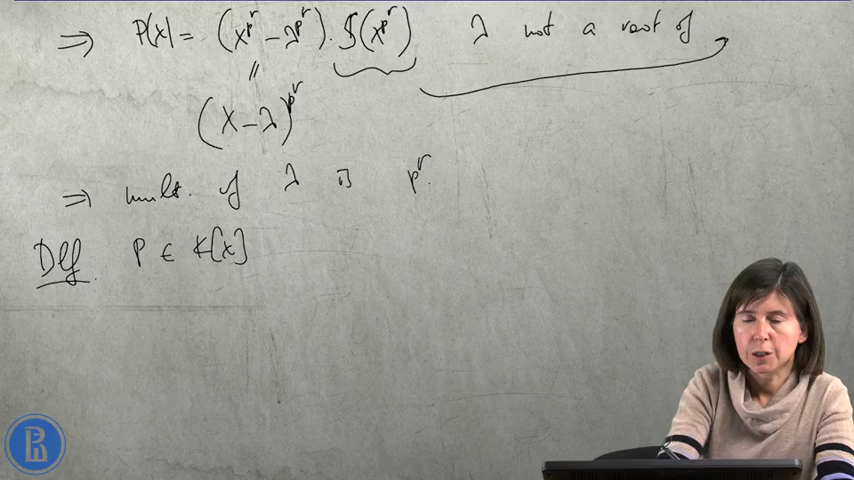 ⇒ P(X) = (X^{p^r} − λ^{p^r}) · g(X^{p^r}) λ not a root of
||
(X − λ)^{p^r}
⇒ mult. of λ is p^r.
Def. P ∈ K[X]